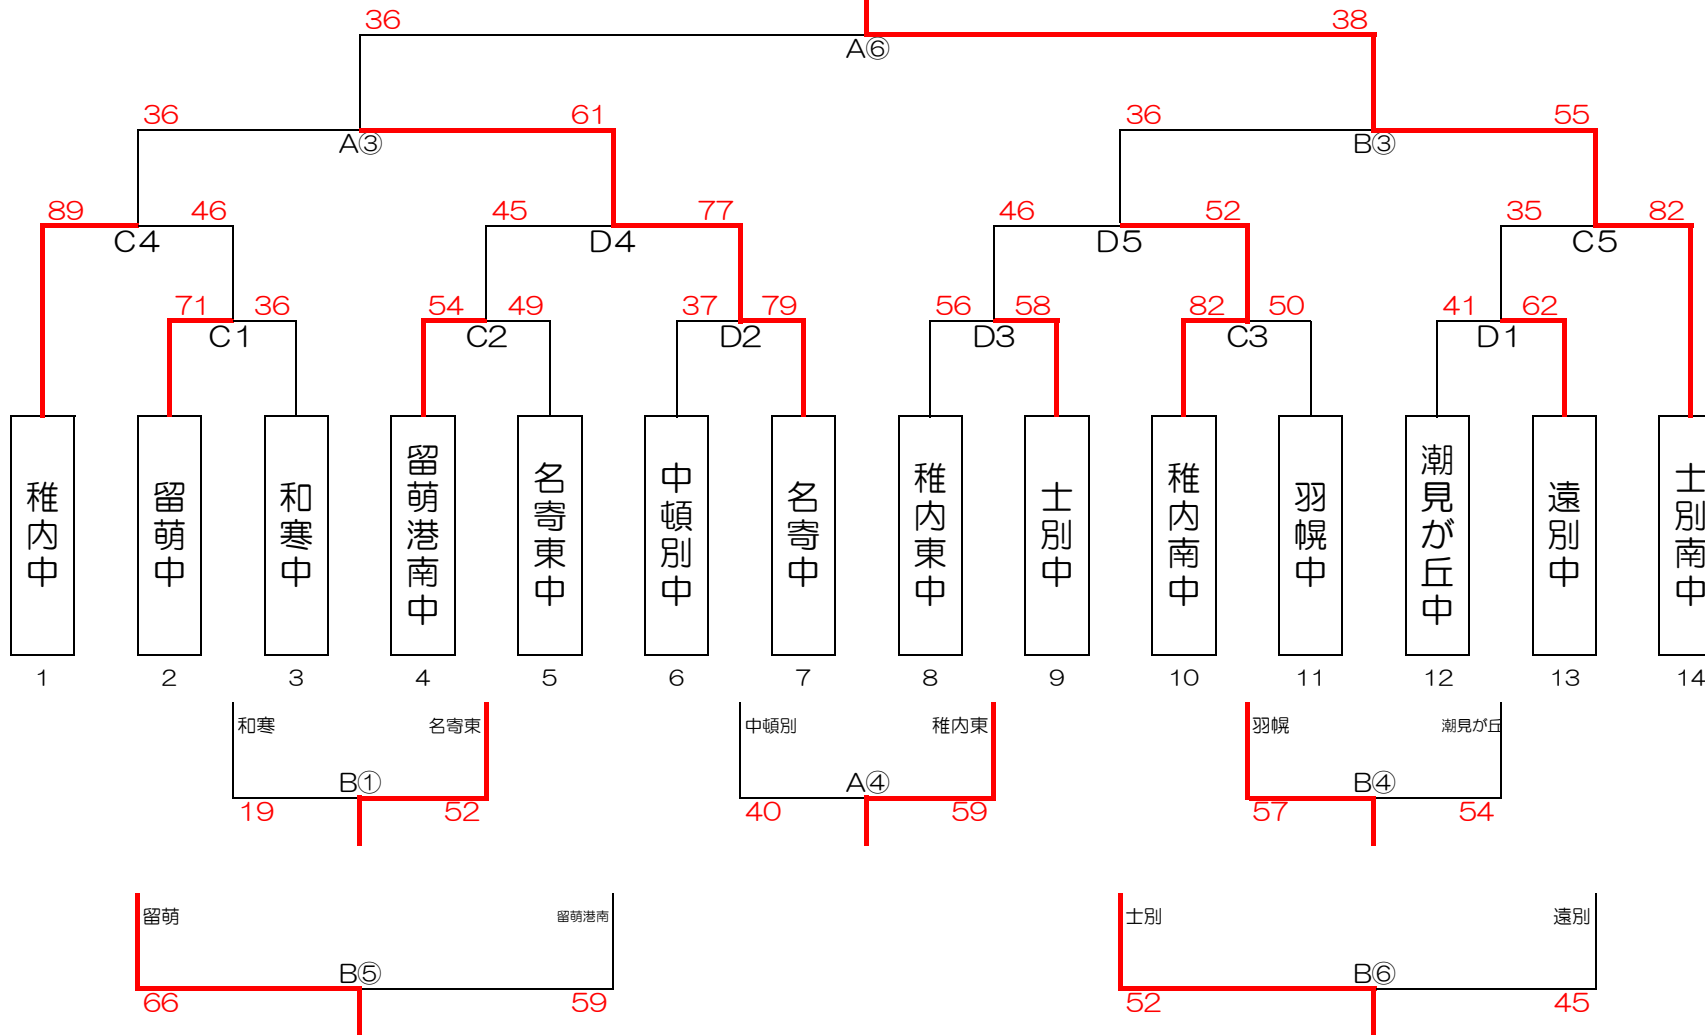 36 38
A⑥
36 61 36 55
A③ B③
89 46 45 77 46 52 35 82
C4 D4 D5 C5
71 36 54 49 37 79 56 58 82 50 41 62
C1 C2 D2 D3 C3 D1
稚内中
留萌中
和寒中
留萌港南中
名寄東中
中頓別中
名寄中
稚内東中
士別中
稚内南中
羽幌中
潮見が丘中
遠別中
士別南中
1 2 3 4 5 6 7 8 9 10 11 12 13 14
和寒 名寄東 中頓別 稚内東 羽幌 潮見が丘
B① A④ B④
19 52 40 59 57 54
留萌 留萌港南 士別 遠別
B⑤ B⑥
66 59 52 45